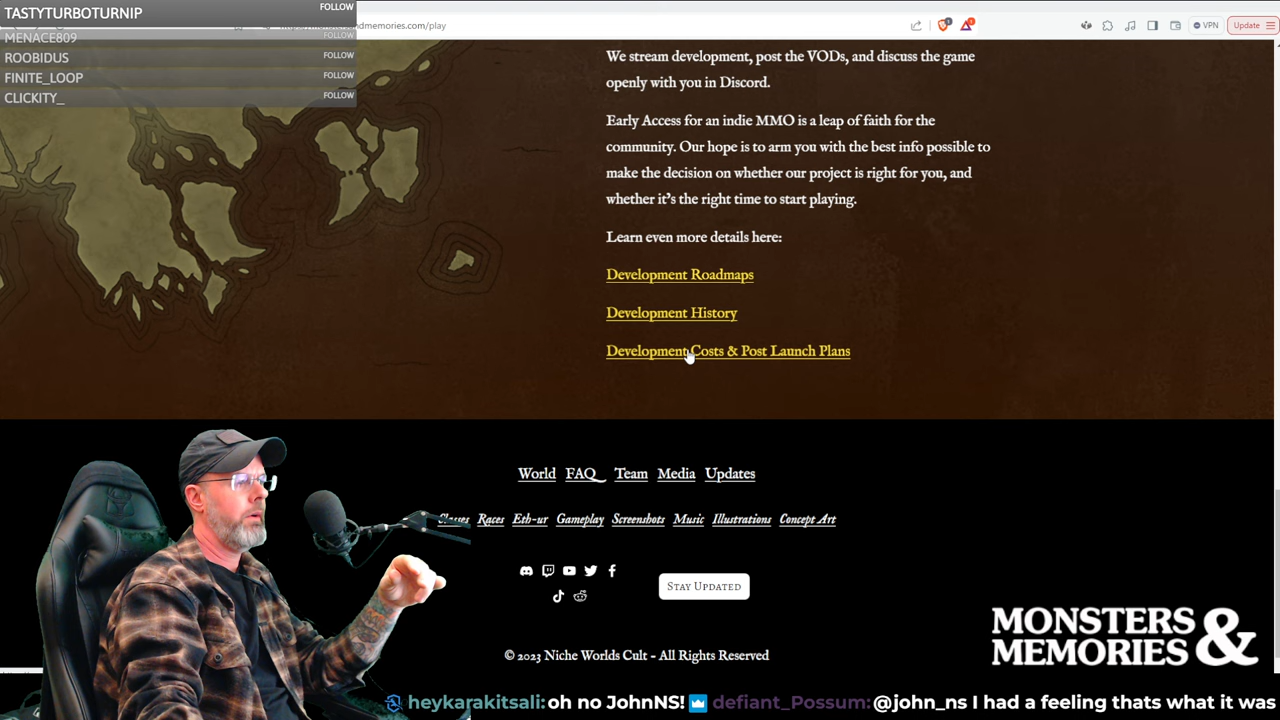 TASTYTURBOTURNIP FOLLOW
MENACE809 FOLLOW
ROOBIDUS FOLLOW
FINITE_LOOP FOLLOW
CLICKITY_ FOLLOW
ndmemories.com/play
VPN
Update
We stream development, post the VODs, and discuss the game
openly with you in Discord.
Early Access for an indie MMO is a leap of faith for the
community. Our hope is to arm you with the best info possible to
make the decision on whether our project is right for you, and
whether it's the right time to start playing.
Learn even more details here:
Development Roadmaps
Development History
Development Costs & Post Launch Plans
World FAQ Team Media Updates
Classes Races Eth-ur Gameplay Screenshots Music Illustrations Concept Art
STAY UPDATED
MONSTERS &
MEMORIES
© 2023 Niche Worlds Cult - All Rights Reserved
heykarakitsali: oh no JohnNS! defiant_Possum: @john_ns I had a feeling thats what it was